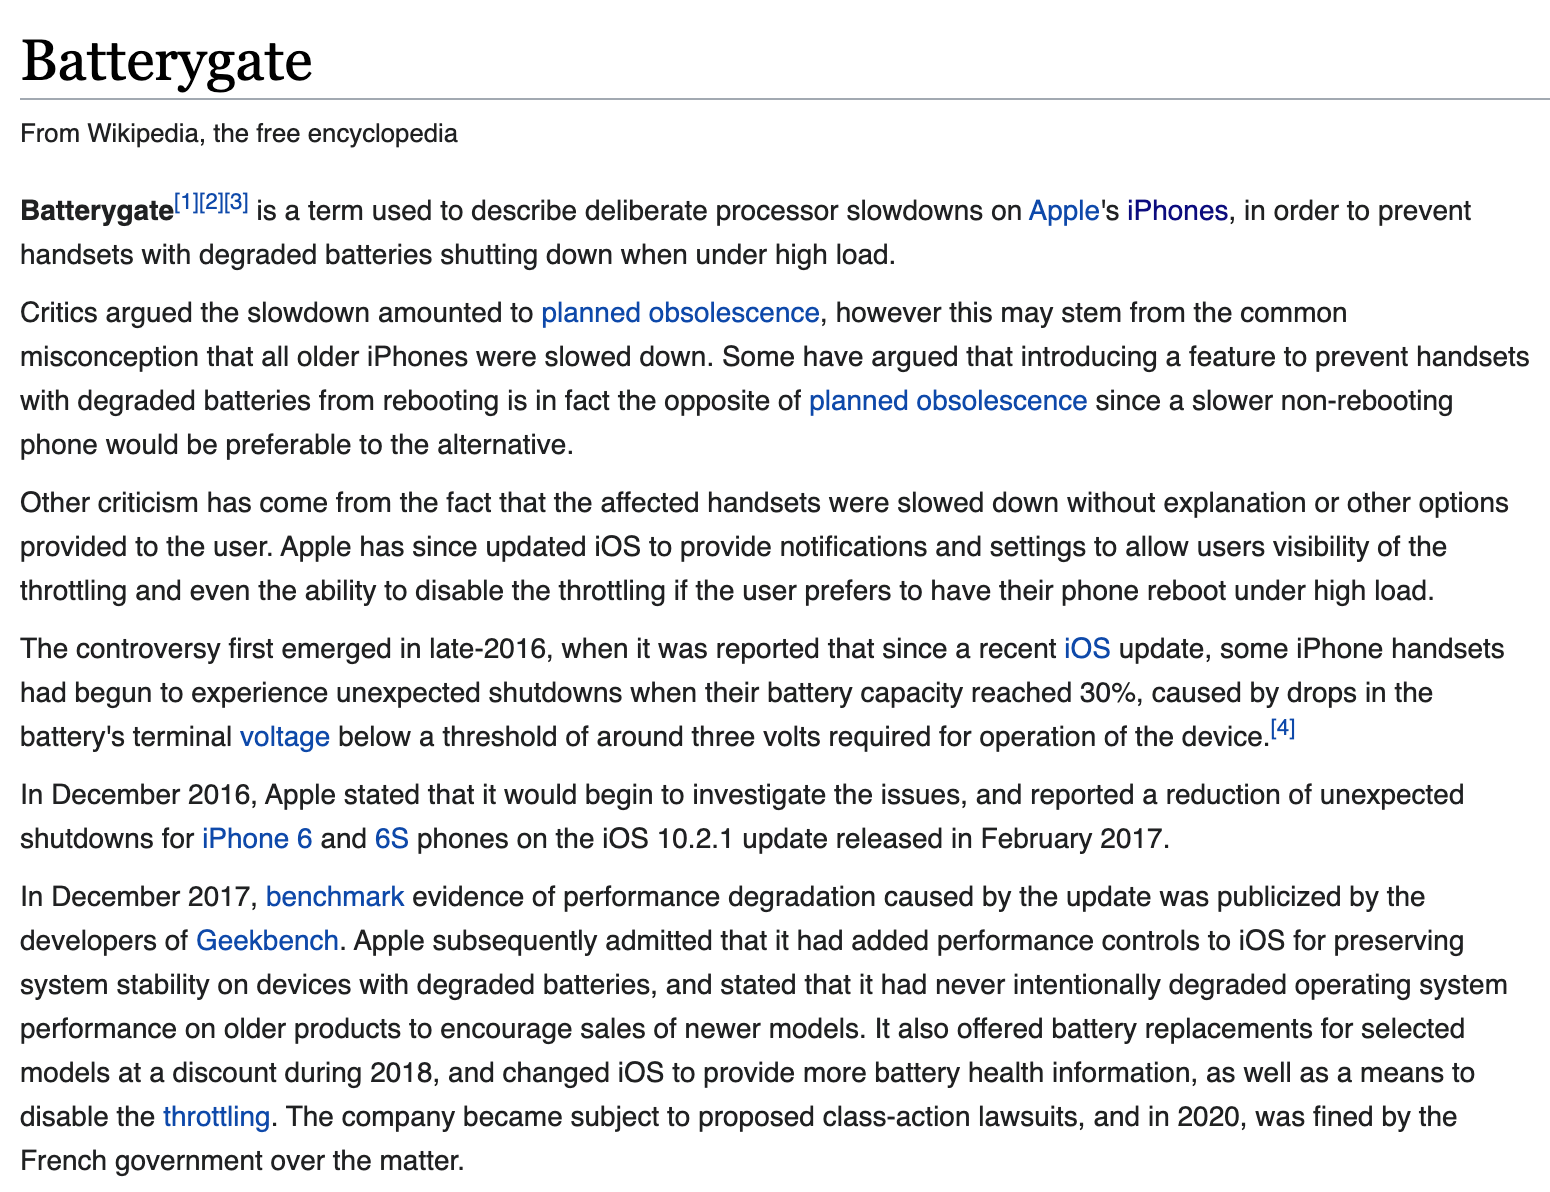 Batterygate
From Wikipedia, the free encyclopedia
Batterygate[1][2][3] is a term used to describe deliberate processor slowdowns on Apple's iPhones, in order to prevent
handsets with degraded batteries shutting down when under high load.
Critics argued the slowdown amounted to planned obsolescence, however this may stem from the common
misconception that all older iPhones were slowed down. Some have argued that introducing a feature to prevent handsets
with degraded batteries from rebooting is in fact the opposite of planned obsolescence since a slower non-rebooting
phone would be preferable to the alternative.
Other criticism has come from the fact that the affected handsets were slowed down without explanation or other options
provided to the user. Apple has since updated iOS to provide notifications and settings to allow users visibility of the
throttling and even the ability to disable the throttling if the user prefers to have their phone reboot under high load.
The controversy first emerged in late-2016, when it was reported that since a recent iOS update, some iPhone handsets
had begun to experience unexpected shutdowns when their battery capacity reached 30%, caused by drops in the
battery's terminal voltage below a threshold of around three volts required for operation of the device.[4]
In December 2016, Apple stated that it would begin to investigate the issues, and reported a reduction of unexpected
shutdowns for iPhone 6 and 6S phones on the iOS 10.2.1 update released in February 2017.
In December 2017, benchmark evidence of performance degradation caused by the update was publicized by the
developers of Geekbench. Apple subsequently admitted that it had added performance controls to iOS for preserving
system stability on devices with degraded batteries, and stated that it had never intentionally degraded operating system
performance on older products to encourage sales of newer models. It also offered battery replacements for selected
models at a discount during 2018, and changed iOS to provide more battery health information, as well as a means to
disable the throttling. The company became subject to proposed class-action lawsuits, and in 2020, was fined by the
French government over the matter.